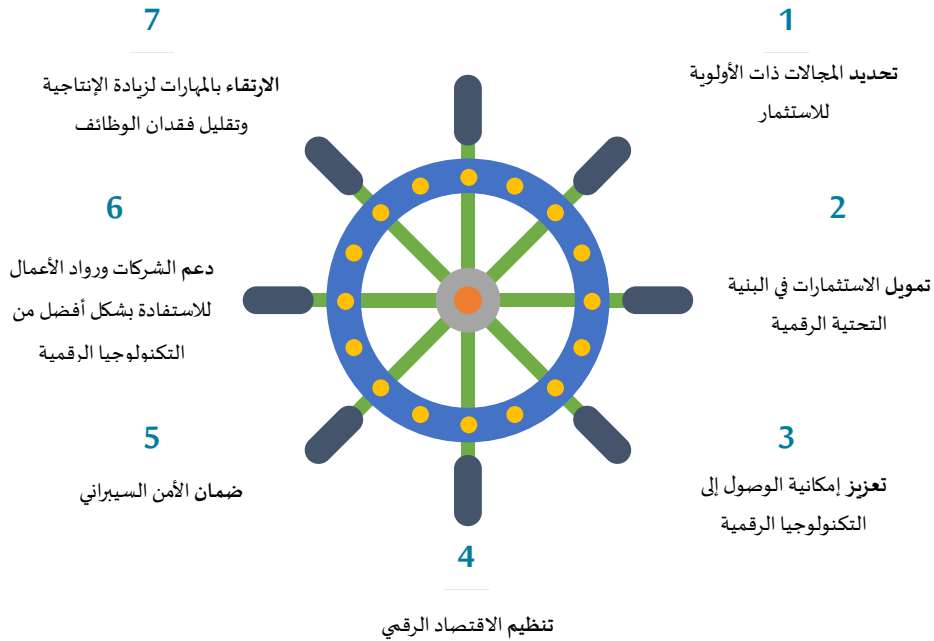 1
تحديد المجالات ذات الأولوية
للاستثمار
2
تمويل الاستثمارات في البنية
التحتية الرقمية
3
تعزيز إمكانية الوصول إلى
التكنولوجيا الرقمية
4
تنظيم الاقتصاد الرقمي
5
ضمان الأمن السيبراني
6
دعم الشركات ورواد الأعمال
للاستفادة بشكل أفضل من
التكنولوجيا الرقمية
7
الارتقاء بالمهارات لزيادة الإنتاجية
وتقليل فقدان الوظائف